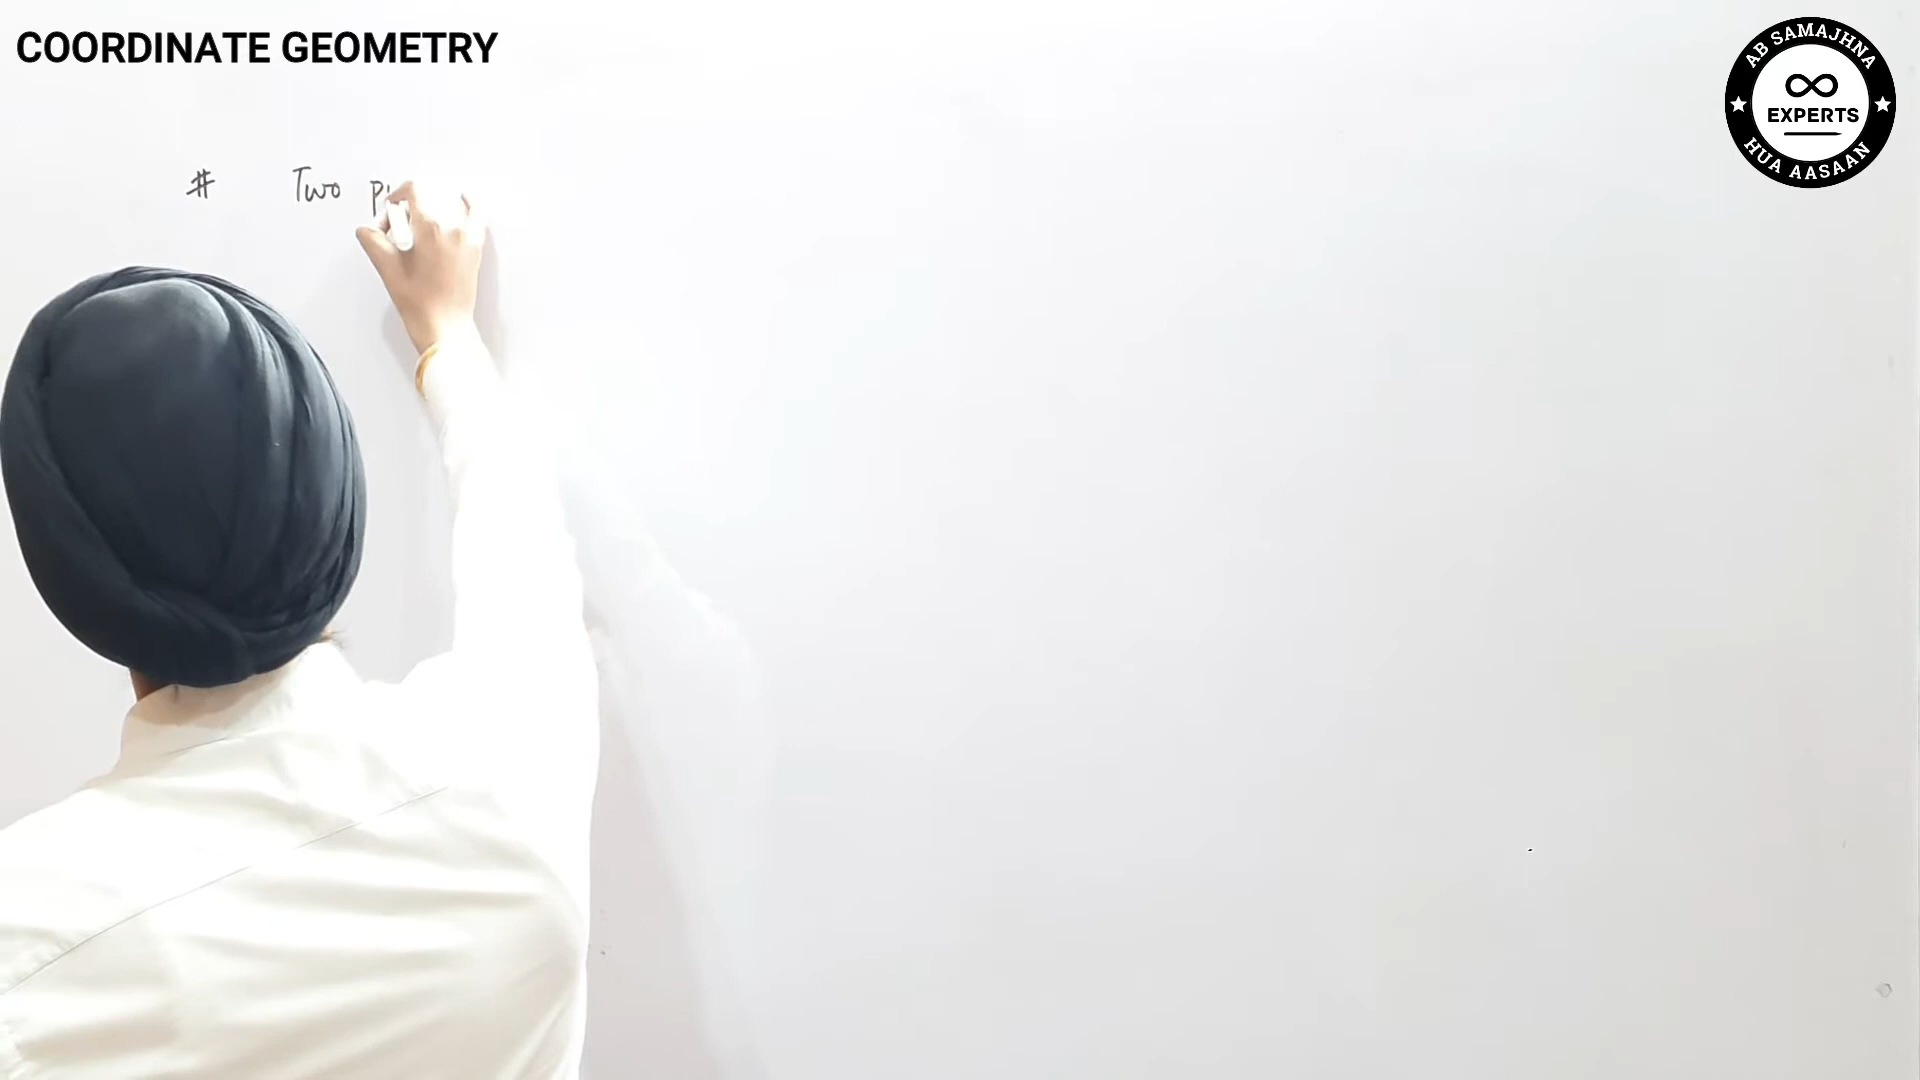 COORDINATE GEOMETRY
AB SAMAJHNA
EXPERTS
HUA AASAAN
# Two